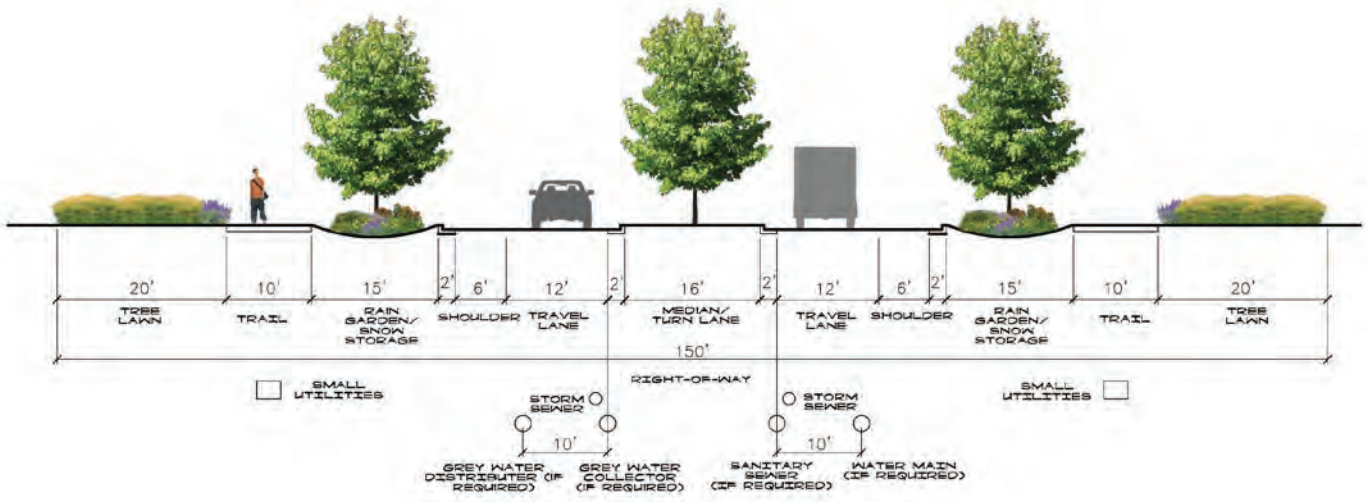 20' 10' 15' 2' 6' 12' 2' 16' 2' 12' 6' 2' 15' 10' 20'
TREE
LAWN
TRAIL
RAIN
GARDEN/
SNOW
STORAGE
SHOULDER
TRAVEL
LANE
MEDIAN/
TURN LANE
TRAVEL
LANE
SHOULDER
RAIN
GARDEN/
SNOW
STORAGE
TRAIL
TREE
LAWN
150'
RIGHT-OF-WAY
SMALL
UTILITIES
STORM
SEWER
STORM
SEWER
SMALL
UTILITIES
10'
10'
GREY WATER
DISTRIBUTER (IF
REQUIRED)
GREY WATER
COLLECTOR
(IF REQUIRED)
SANITARY
SEWER
(IF REQUIRED)
WATER MAIN
(IF REQUIRED)